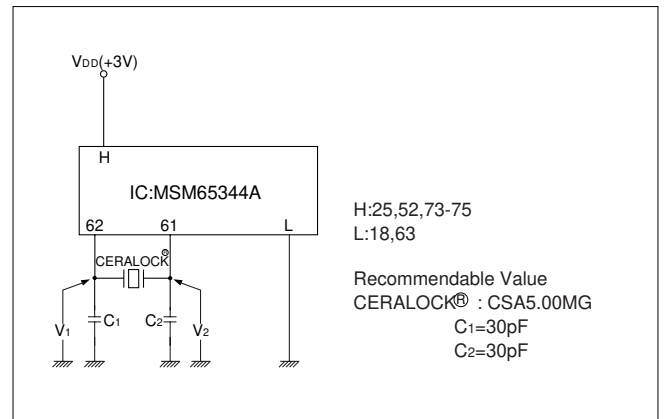 VDD(+3V)
H
IC:MSM65344A
62 61 L
CERALOCK®
V1 C1 C2 V2
H:25,52,73-75
L:18,63
Recommendable Value
CERALOCK® : CSA5.00MG
C1=30pF
C2=30pF